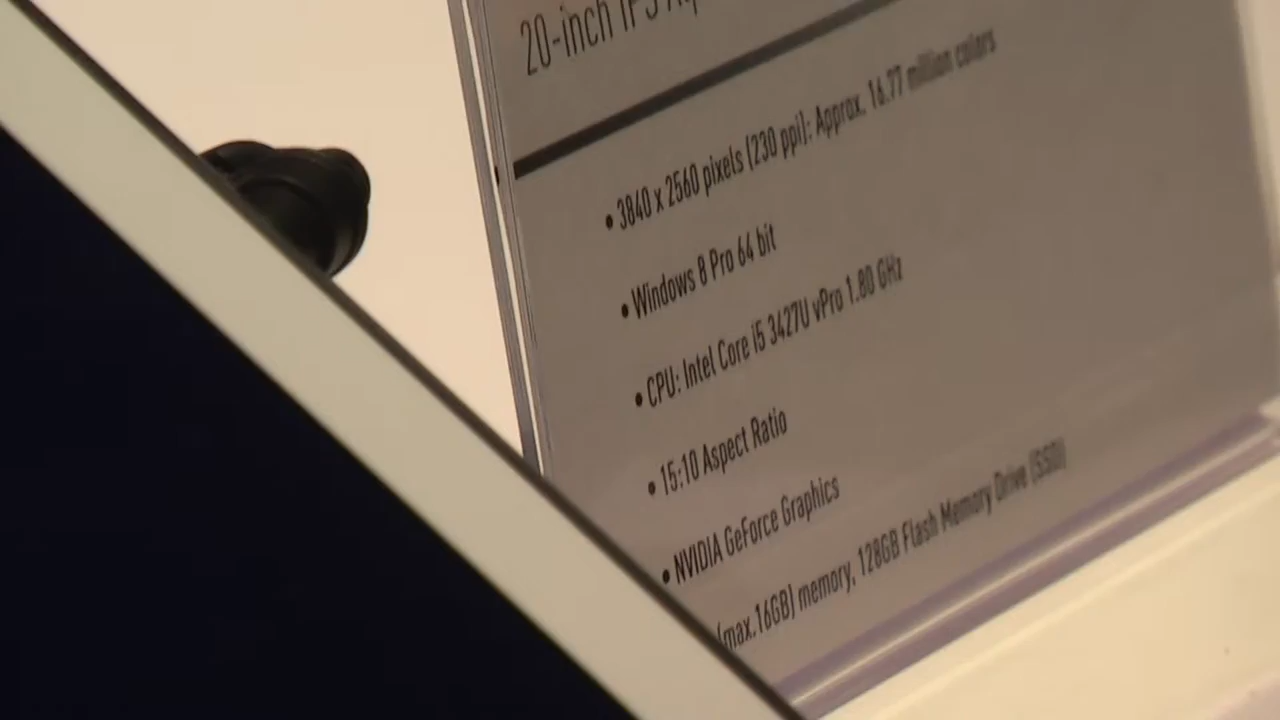 20-inch IPS
• 3840 x 2560 pixels (230 ppi): Approx. 16.77 million colors
• Windows 8 Pro 64 bit
• CPU: Intel Core i5 3427U vPro 1.80 GHz
• 15:10 Aspect Ratio
• NVIDIA GeForce Graphics
(max.16GB) memory, 128GB Flash Memory Drive (SSD)